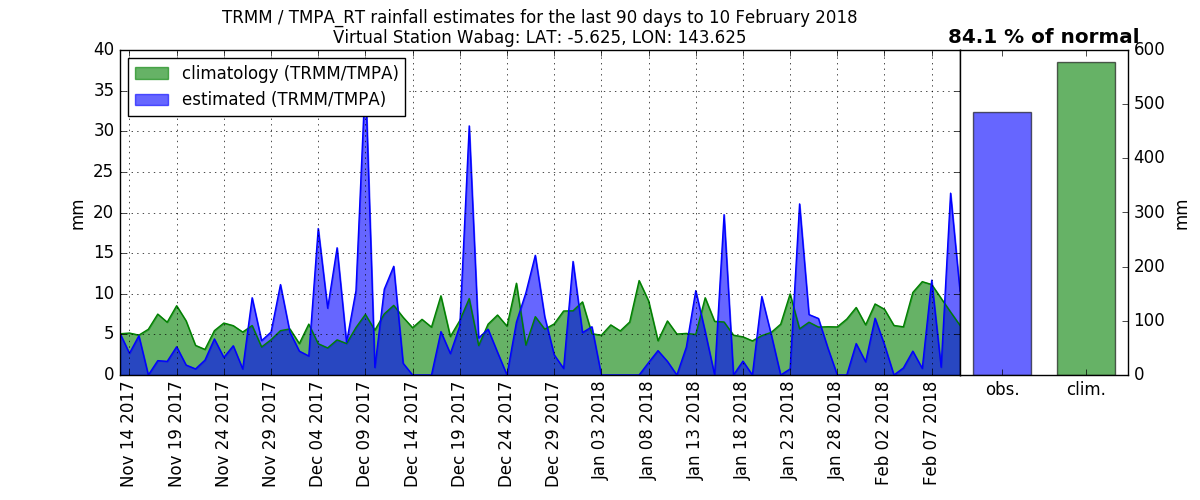 TRMM / TMPA_RT rainfall estimates for the last 90 days to 10 February 2018
Virtual Station Wabag: LAT: -5.625, LON: 143.625
84.1 % of normal
climatology (TRMM/TMPA)
estimated (TRMM/TMPA)
40
35
30
25
20
15
10
5
0
mm
600
500
400
300
200
100
0
mm
Nov 14 2017
Nov 19 2017
Nov 24 2017
Nov 29 2017
Dec 04 2017
Dec 09 2017
Dec 14 2017
Dec 19 2017
Dec 24 2017
Dec 29 2017
Jan 03 2018
Jan 08 2018
Jan 13 2018
Jan 18 2018
Jan 23 2018
Jan 28 2018
Feb 02 2018
Feb 07 2018
obs.
clim.